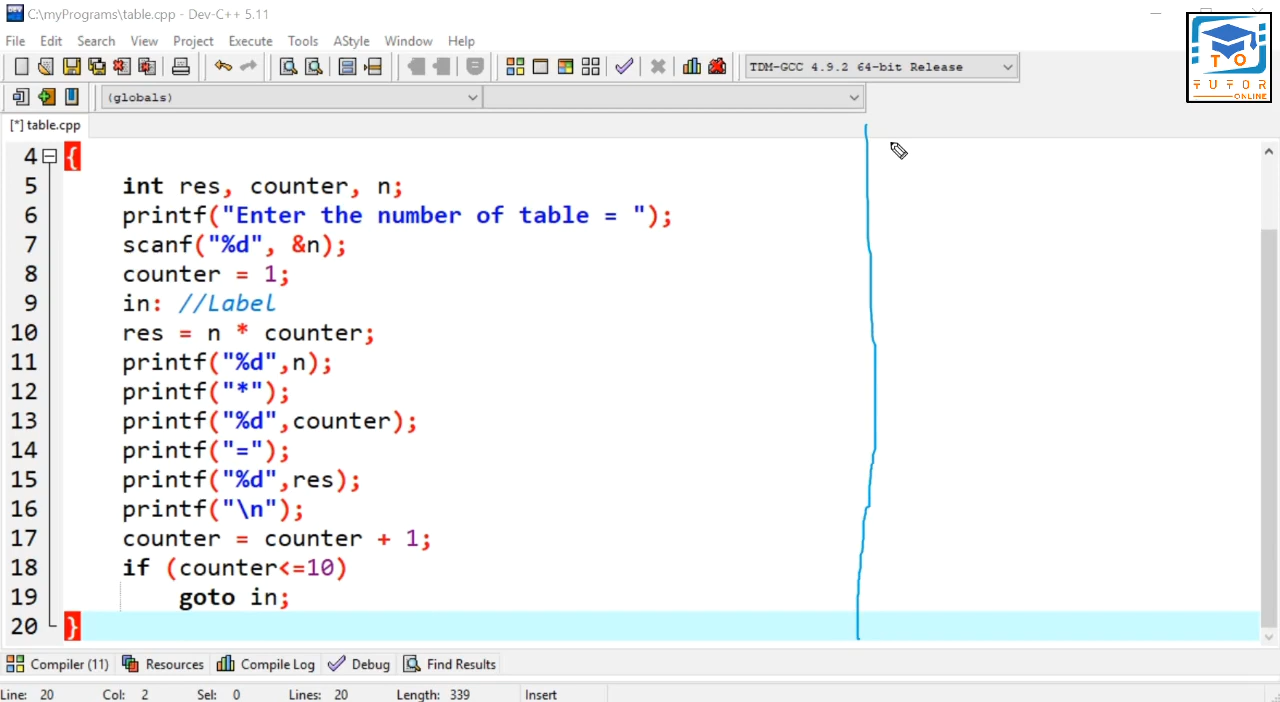 C:\myPrograms\table.cpp - Dev-C++ 5.11
File Edit Search View Project Execute Tools AStyle Window Help
TDM-GCC 4.9.2 64-bit Release
(globals)
TO
TUTOR
ONLINE
[*] table.cpp
4 {
5 int res, counter, n;
6 printf("Enter the number of table = ");
7 scanf("%d", &n);
8 counter = 1;
9 in: //Label
10 res = n * counter;
11 printf("%d",n);
12 printf("*");
13 printf("%d",counter);
14 printf("=");
15 printf("%d",res);
16 printf("\n");
17 counter = counter + 1;
18 if (counter<=10)
19 goto in;
20 }
Compiler (11) Resources Compile Log Debug Find Results
Line: 20 Col: 2 Sel: 0 Lines: 20 Length: 339 Insert